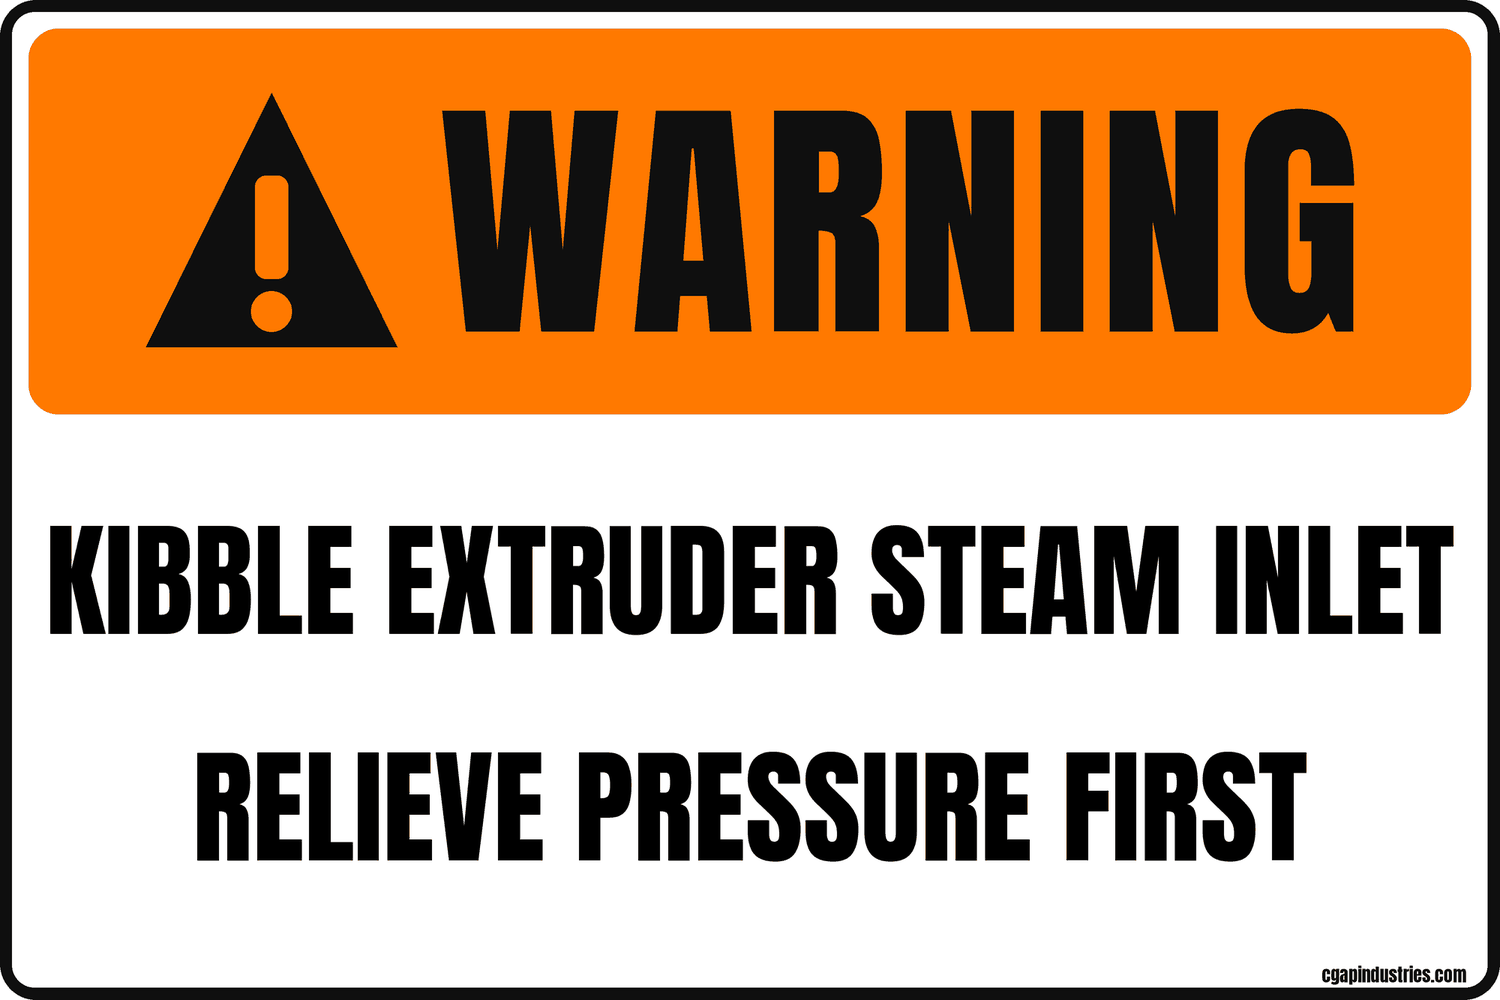 WARNING
KIBBLE EXTRUDER STEAM INLET
RELIEVE PRESSURE FIRST
cgapindustries.com